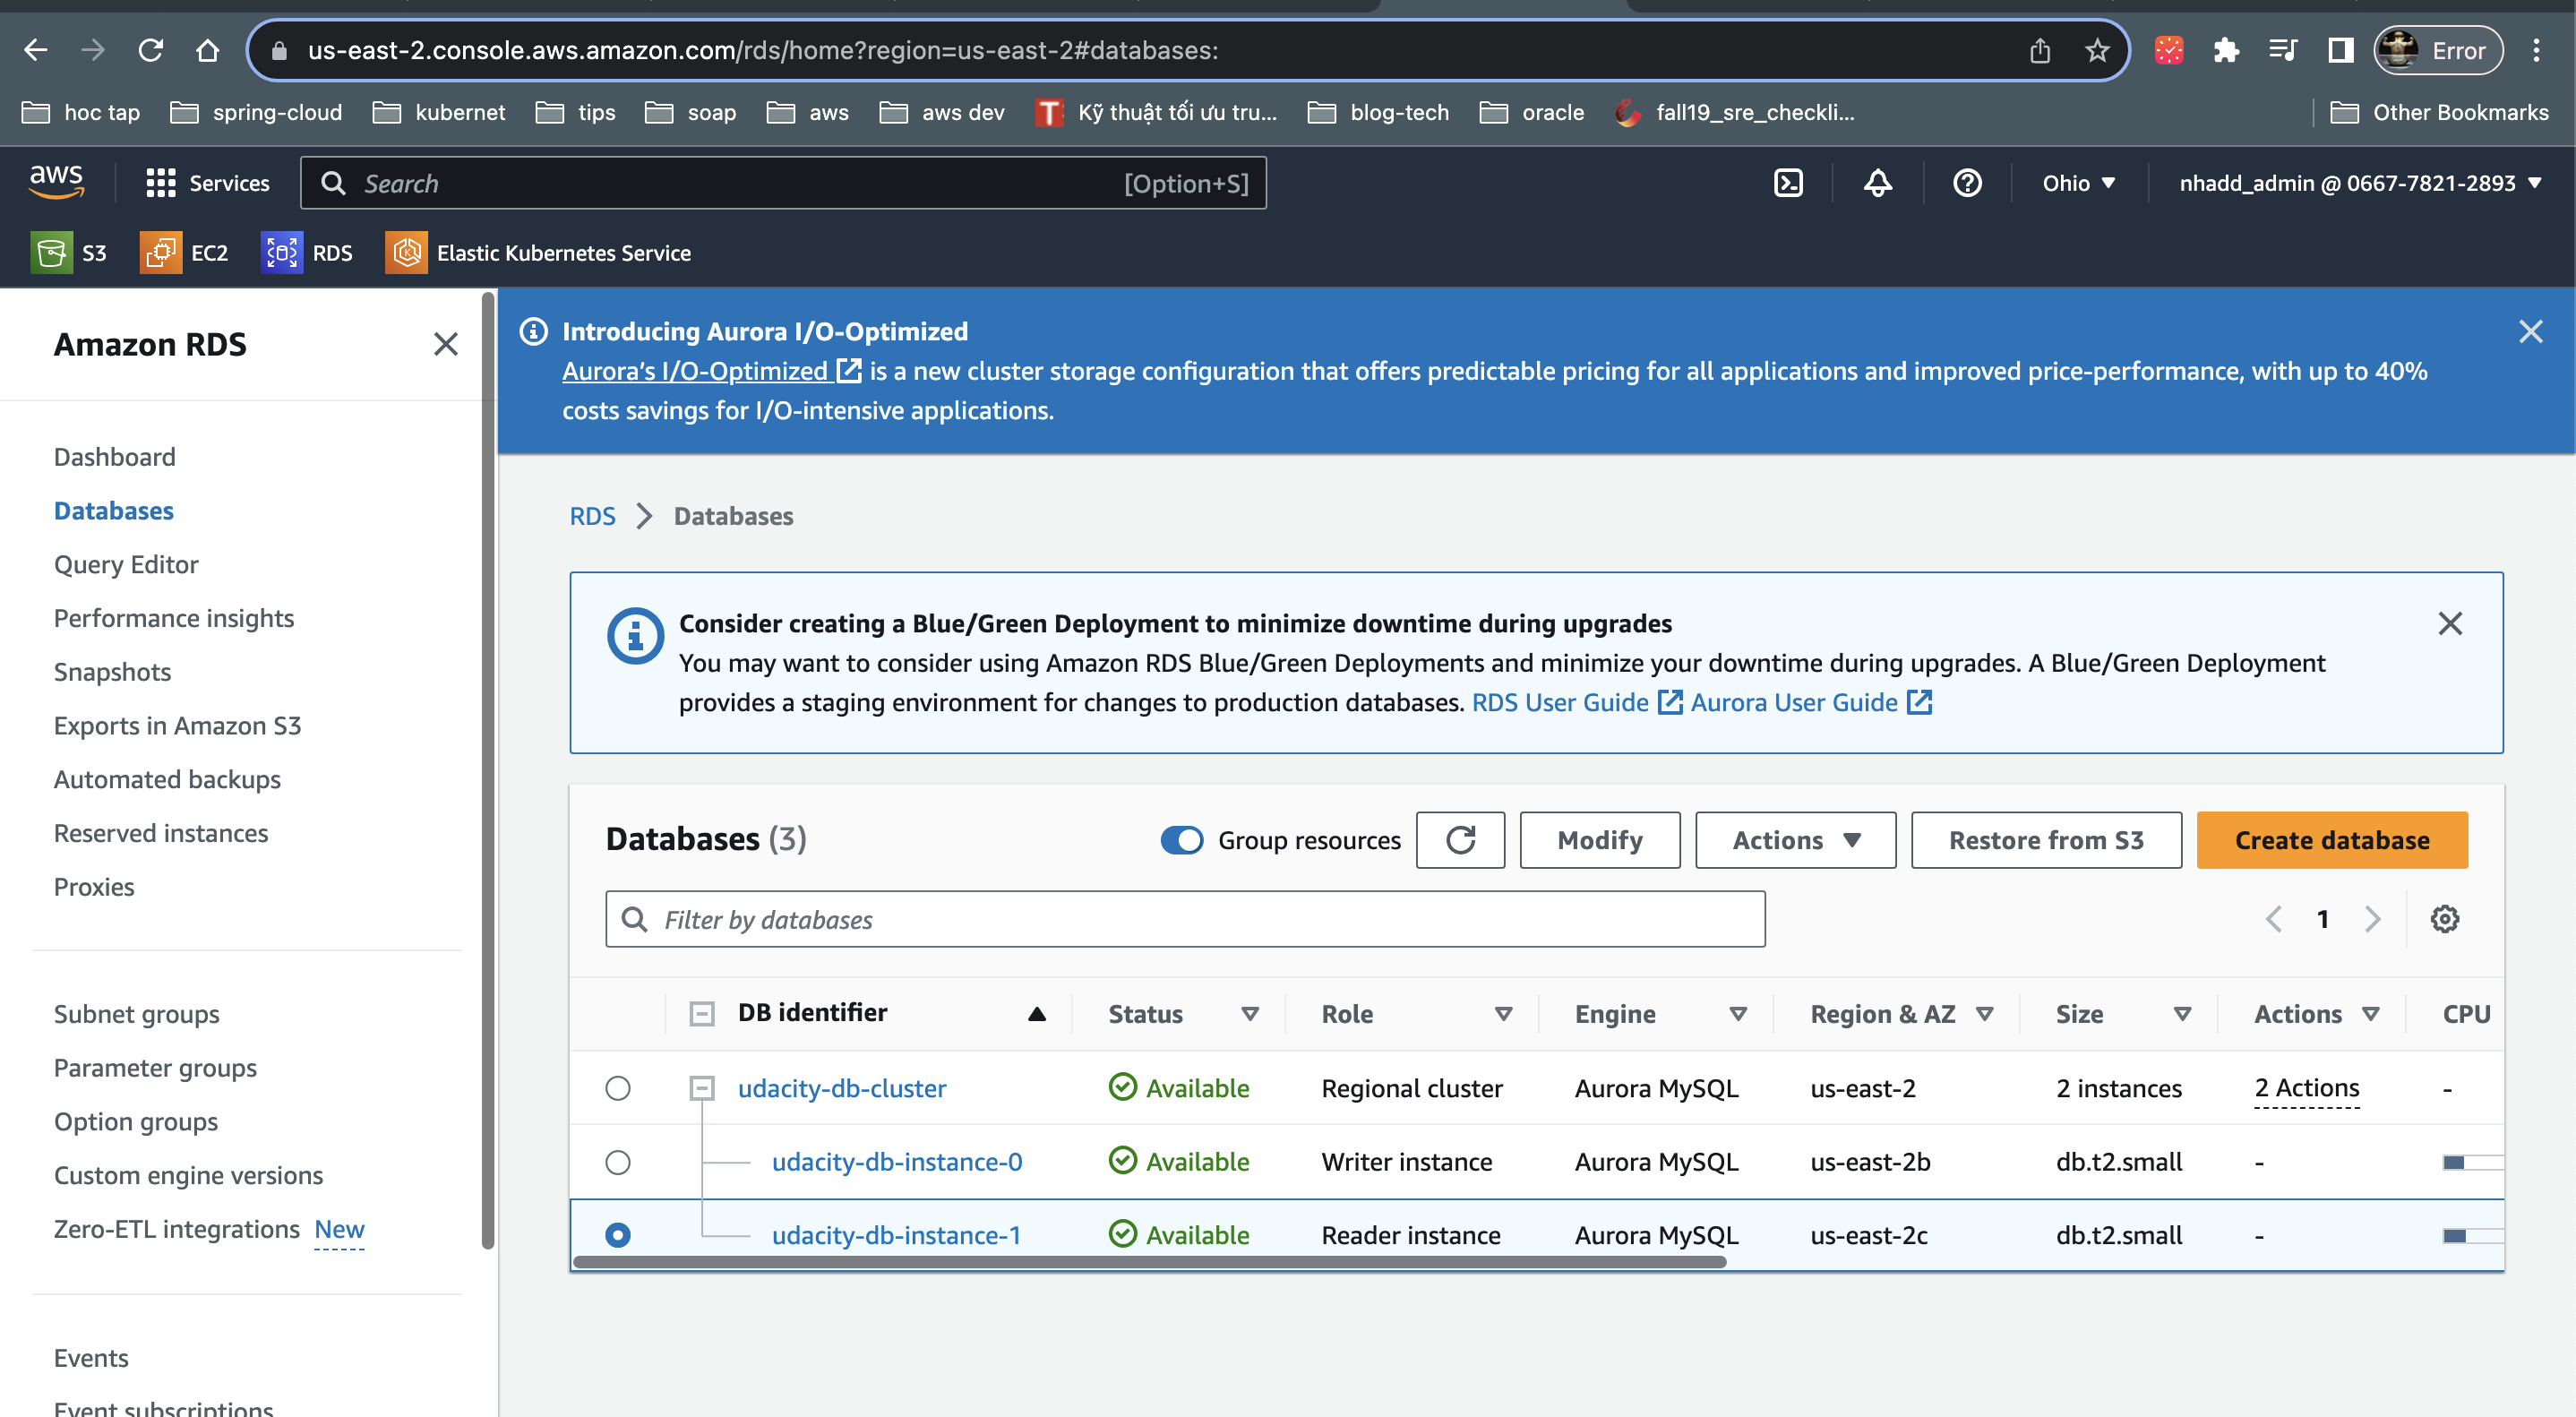 us-east-2.console.aws.amazon.com/rds/home?region=us-east-2#databases:
Error
hoc tap
spring-cloud
kubernet
tips
soap
aws
aws dev
T
Kỹ thuật tối ưu tru...
blog-tech
oracle
fall19_sre_checkli...
Other Bookmarks
aws
Services
Search
[Option+S]
Ohio
nhadd_admin @ 0667-7821-2893
S3
EC2
RDS
Elastic Kubernetes Service
Amazon RDS
Dashboard
Databases
Query Editor
Performance insights
Snapshots
Exports in Amazon S3
Automated backups
Reserved instances
Proxies
Subnet groups
Parameter groups
Option groups
Custom engine versions
Zero-ETL integrations New
Events
Event subscriptions
Introducing Aurora I/O-Optimized
Aurora's I/O-Optimized is a new cluster storage configuration that offers predictable pricing for all applications and improved price-performance, with up to 40%
costs savings for I/O-intensive applications.
RDS > Databases
Consider creating a Blue/Green Deployment to minimize downtime during upgrades
You may want to consider using Amazon RDS Blue/Green Deployments and minimize your downtime during upgrades. A Blue/Green Deployment
provides a staging environment for changes to production databases. RDS User Guide Aurora User Guide
Databases (3)
Group resources
Modify
Actions
Restore from S3
Create database
Filter by databases
1
DB identifier Status Role Engine Region & AZ Size Actions CPU
udacity-db-cluster Available Regional cluster Aurora MySQL us-east-2 2 instances 2 Actions -
udacity-db-instance-0 Available Writer instance Aurora MySQL us-east-2b db.t2.small -
udacity-db-instance-1 Available Reader instance Aurora MySQL us-east-2c db.t2.small -